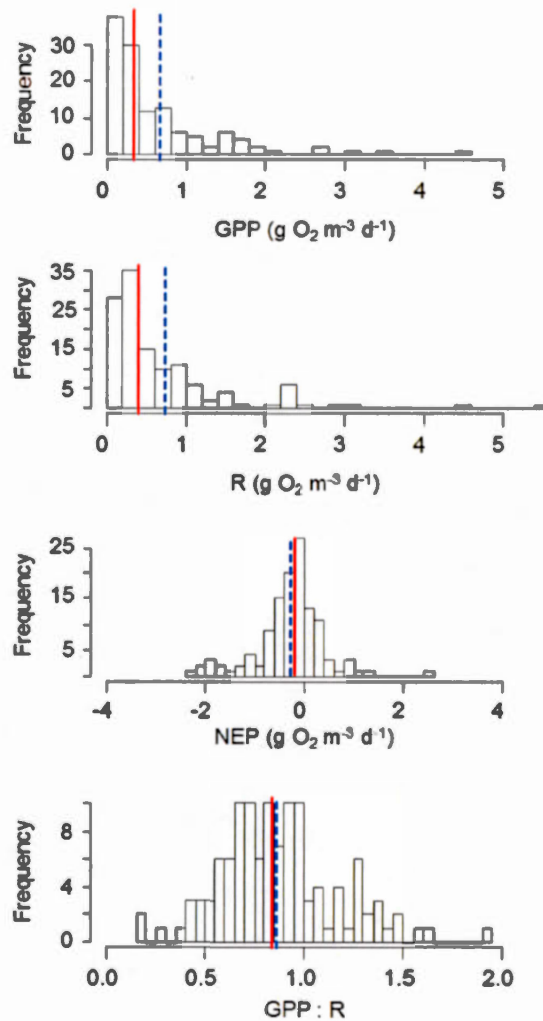 Frequency
30
20
10
0
0 1 2 3 4 5
GPP (g O₂ m⁻³ d⁻¹)
Frequency
35
25
15
5
0 1 2 3 4
R (g O₂ m⁻³ d⁻¹)
Frequency
25
15
5
-4 -2 0 2 4
NEP (g O₂ m⁻³ d⁻¹)
Frequency
8
4
0
0.0 0.5 1.0 1.5 2.0
GPP : R